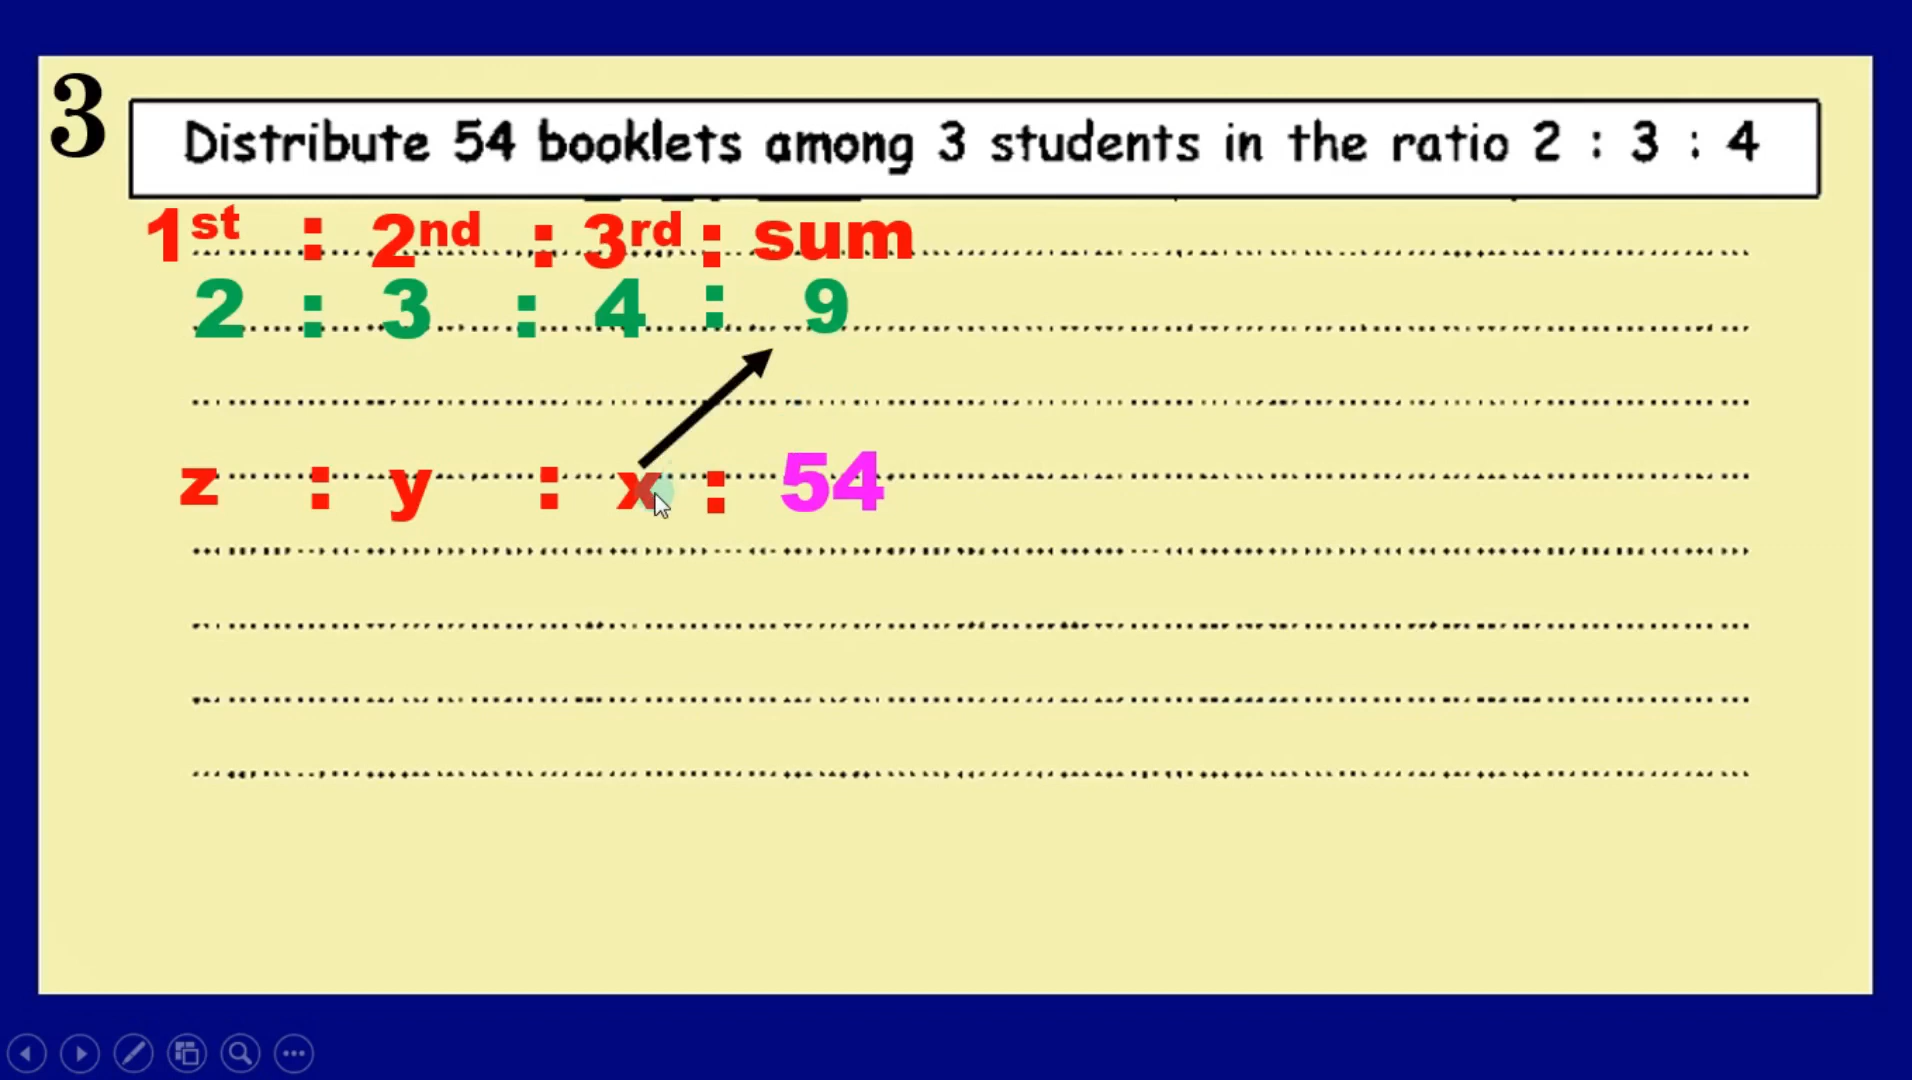 3
Distribute 54 booklets among 3 students in the ratio 2 : 3 : 4
1st : 2nd : 3rd : sum
2 : 3 : 4 : 9
z : y : x : 54